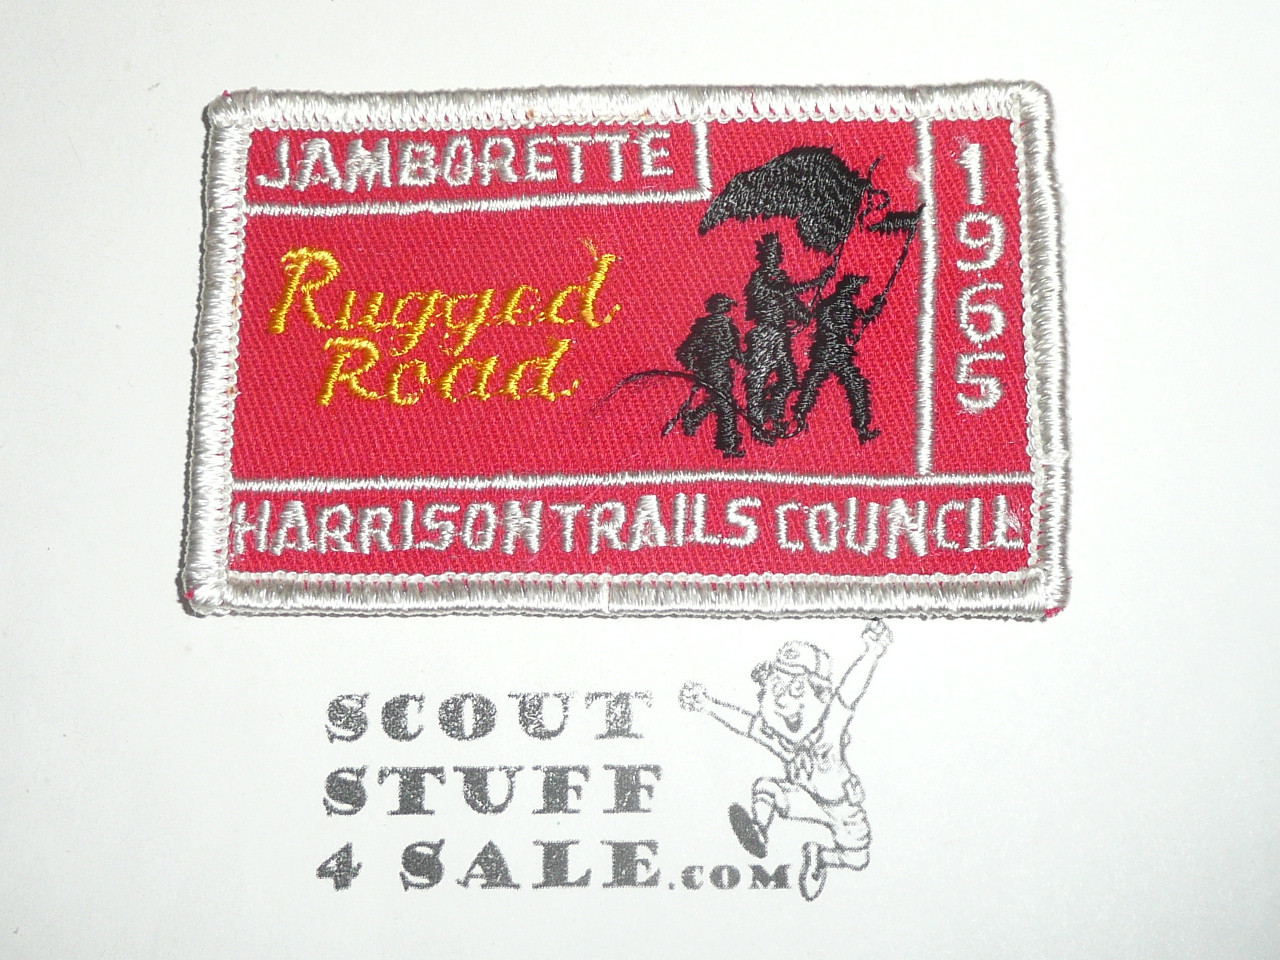 JAMBORETTE
1965
Rugged
Road
HARRISON TRAILS COUNCIL
SCOUT
STUFF
4 SALE.COM